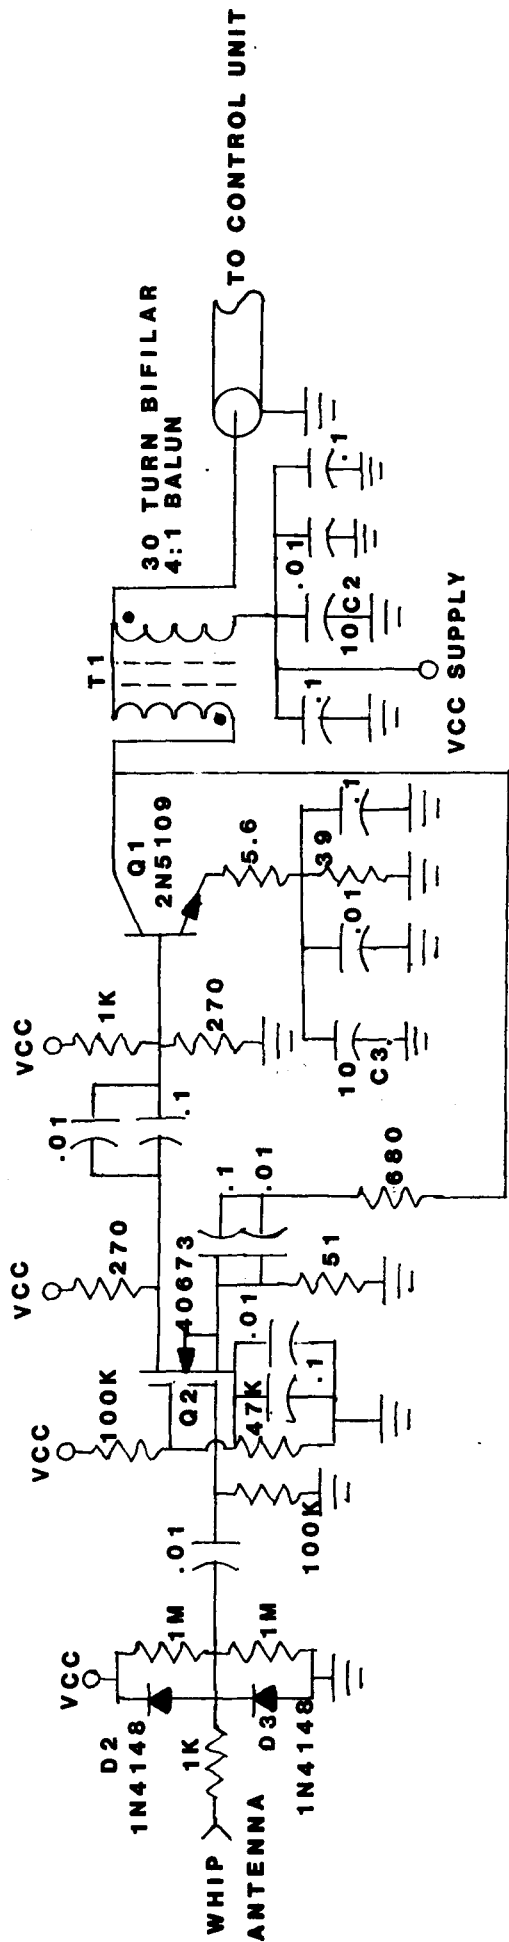 WHIP
ANTENNA
1K
D2
1N4148
D3
1N4148
VCC
1M
1M
.01
100K
VCC
100K
Q2
47K
.1
.01
40673
VCC
270
51
.1
.01
680
.01
.1
VCC
1K
270
10
C3
.01
39
.1
5.6
Q1
2N5109
T1
30 TURN BIFILAR
4:1 BALUN
.1
VCC SUPPLY
10
C2
.01
.1
TO CONTROL UNIT